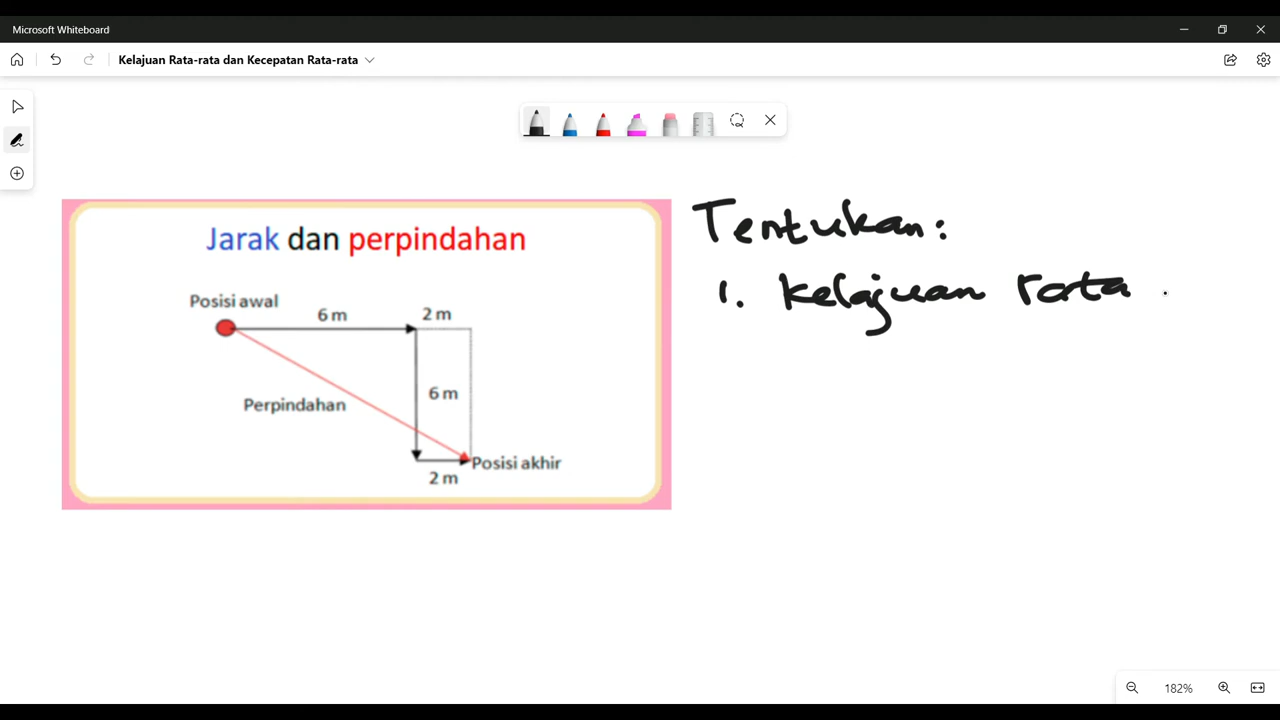 Microsoft Whiteboard
Kelajuan Rata-rata dan Kecepatan Rata-rata
Jarak dan perpindahan
Posisi awal
6 m
2 m
6 m
Perpindahan
Posisi akhir
2 m
Tentukan:
1. Kelajuan rata
182%